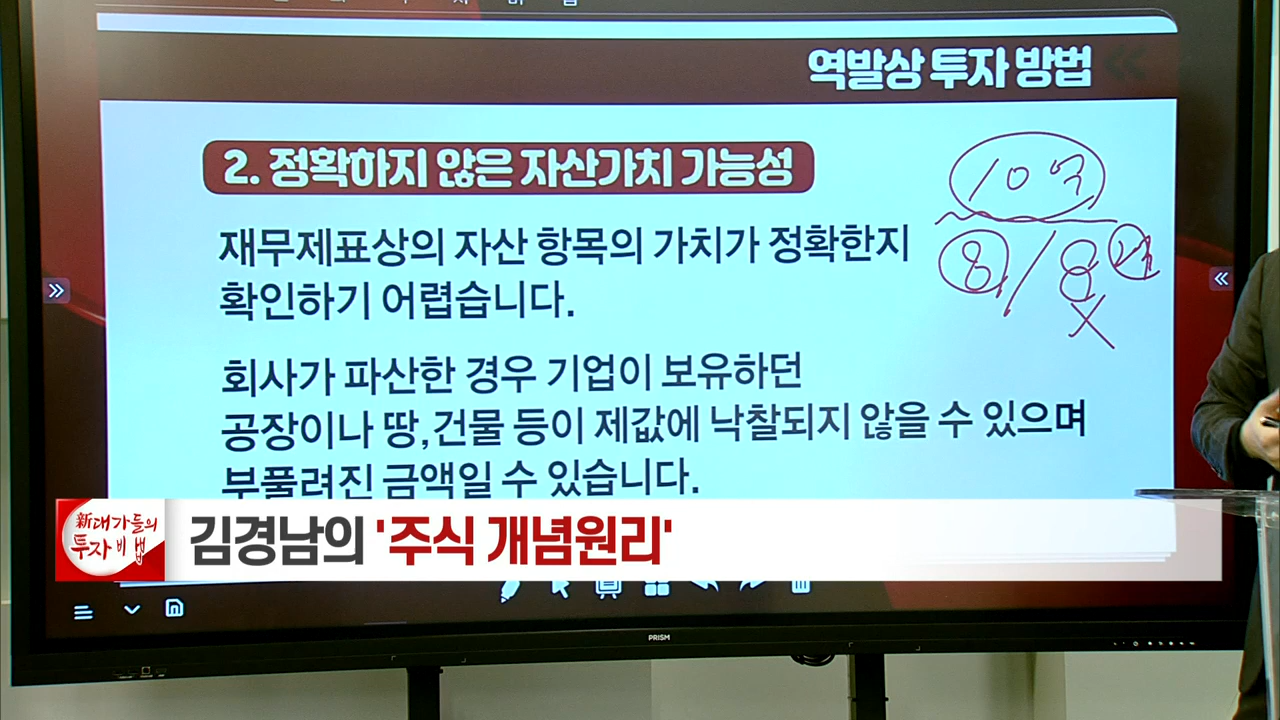 역발상 투자 방법
2. 정확하지 않은 자산가치 가능성
10억
8 / 8
재무제표상의 자산 항목의 가치가 정확한지
확인하기 어렵습니다.
회사가 파산한 경우 기업이 보유하던
공장이나 땅,건물 등이 제값에 낙찰되지 않을 수 있으며
부풀려진 금액일 수 있습니다.
新대가들의
투자비법
김경남의 '주식 개념원리'
PRISM